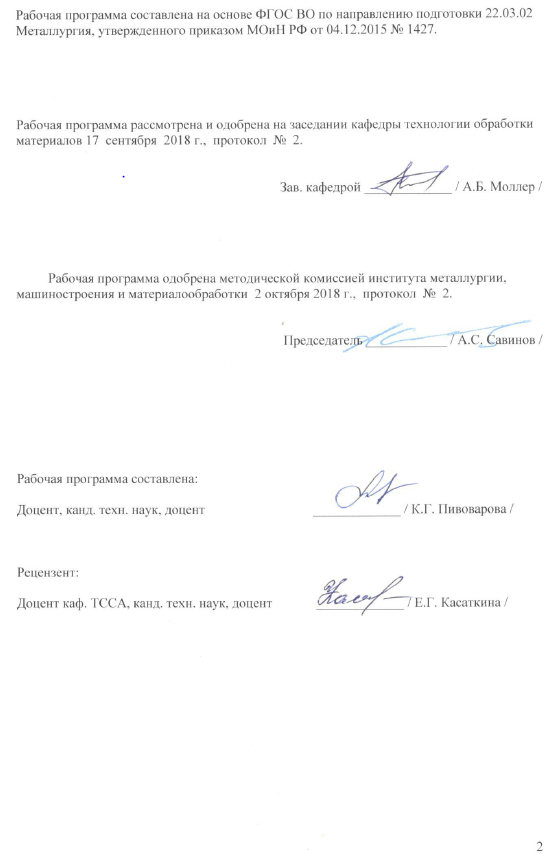 Рабочая программа составлена на основе ФГОС ВО по направлению подготовки 22.03.02
Металлургия, утвержденного приказом МОиН РФ от 04.12.2015 № 1427.
Рабочая программа рассмотрена и одобрена на заседании кафедры технологии обработки
материалов 17 сентября 2018 г., протокол № 2.
Зав. кафедрой ______________ / А.Б. Моллер /
Рабочая программа одобрена методической комиссией института металлургии,
машиностроения и материалообработки 2 октября 2018 г., протокол № 2.
Председатель _____________ / А.С. Савинов /
Рабочая программа составлена:
Доцент, канд. техн. наук, доцент ______________ / К.Г. Пивоварова /
Рецензент:
Доцент каф. ТССА, канд. техн. наук, доцент ______________ / Е.Г. Касаткина /
2